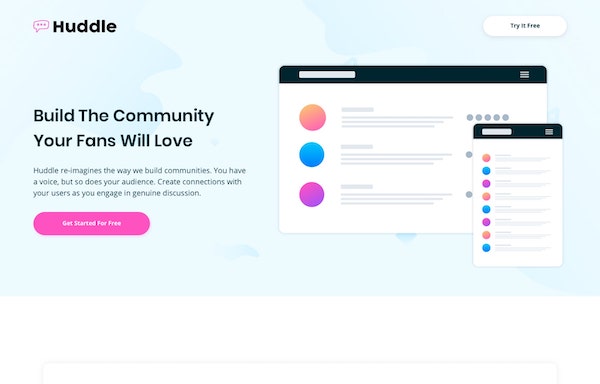 Huddle
Try It Free
Build The Community
Your Fans Will Love
Huddle re-imagines the way we build communities. You have
a voice, but so does your audience. Create connections with
your users as you engage in genuine discussion.
Get Started For Free